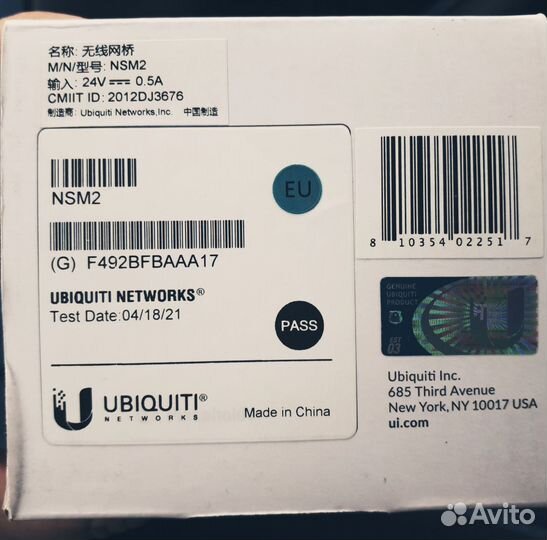 名称: 无线网桥
M/N/型号: NSM2
输入: 24V⎓ 0.5A
CMIIT ID: 2012DJ3676
制造商: Ubiquiti Networks,Inc. 中国制造
NSM2
EU
(G) F492BFBAAA17
UBIQUITI NETWORKS®
Test Date:04/18/21
PASS
UBIQUITI®
NETWORKS
Made in China
8 10354 02251 7
GENUINE
UBIQUITI
PRODUCT
EST
03
Ubiquiti Inc.
685 Third Avenue
New York, NY 10017 USA
ui.com
Avito